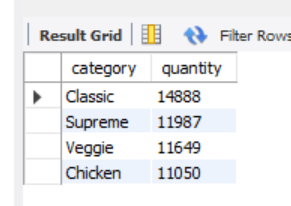 Result Grid Filter Rows
category quantity
Classic 14888
Supreme 11987
Veggie 11649
Chicken 11050